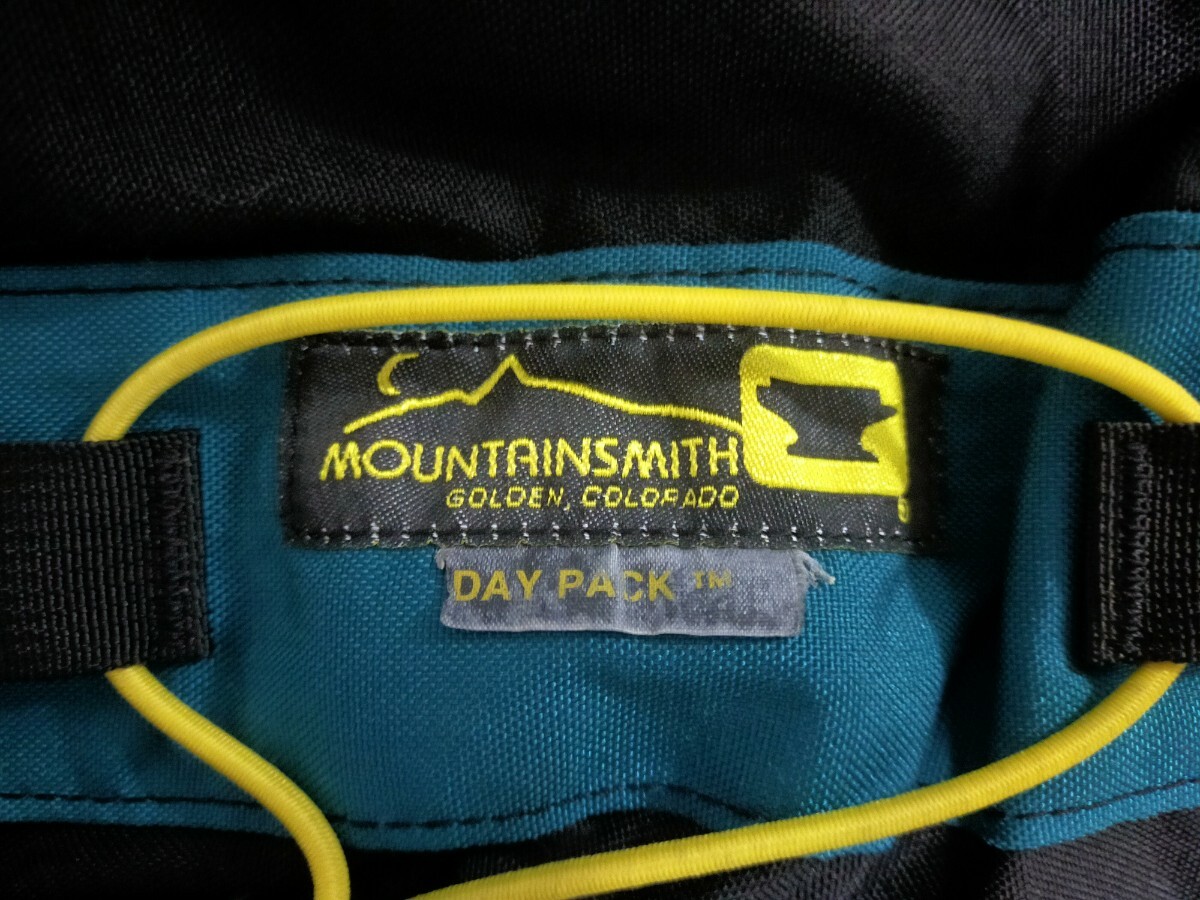 MOUNTAINSMITH
GOLDEN, COLORADO
®
DAY PACK ™